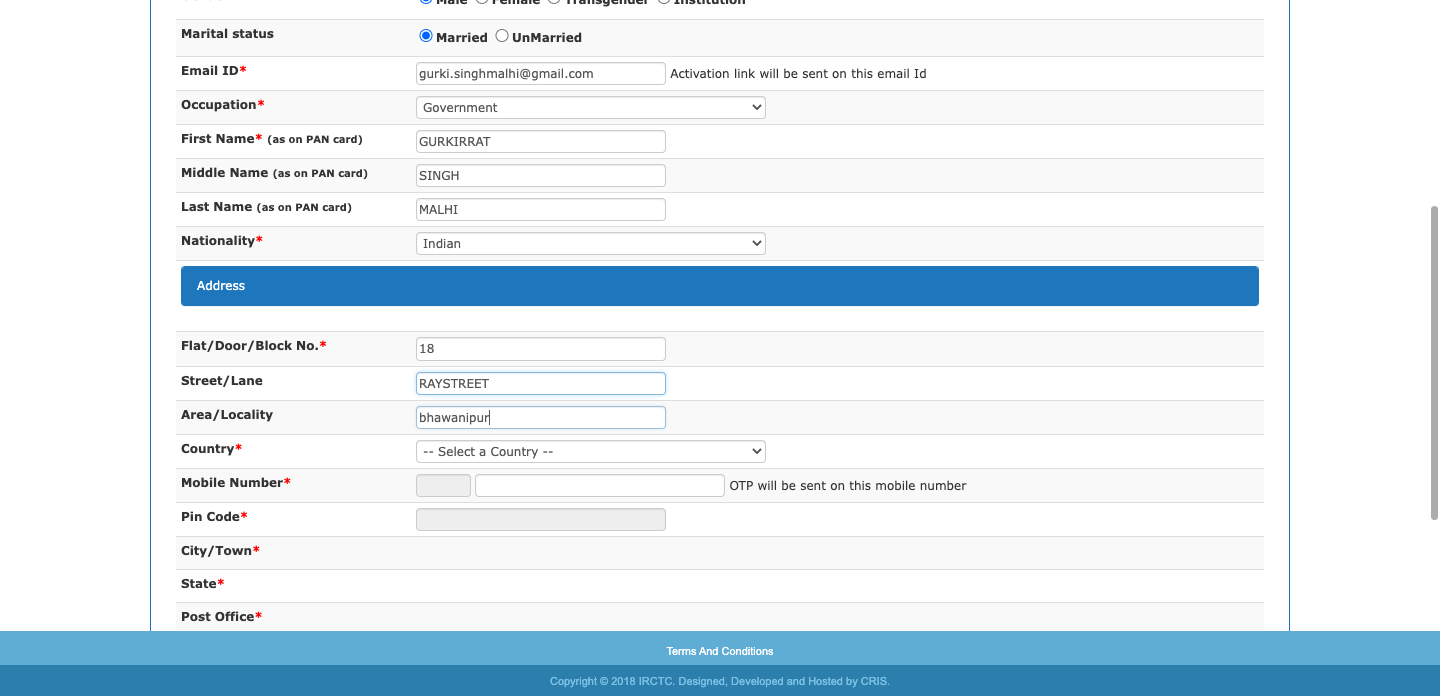 Male Female Transgender Institution
Marital status Married UnMarried
Email ID* gurki.singhmalhi@gmail.com Activation link will be sent on this email Id
Occupation* Government
First Name* (as on PAN card) GURKIRRAT
Middle Name (as on PAN card) SINGH
Last Name (as on PAN card) MALHI
Nationality* Indian
Address
Flat/Door/Block No.* 18
Street/Lane RAYSTREET
Area/Locality bhawanipur
Country* -- Select a Country --
Mobile Number* OTP will be sent on this mobile number
Pin Code*
City/Town*
State*
Post Office*
Terms And Conditions
Copyright © 2018 IRCTC. Designed, Developed and Hosted by CRIS.